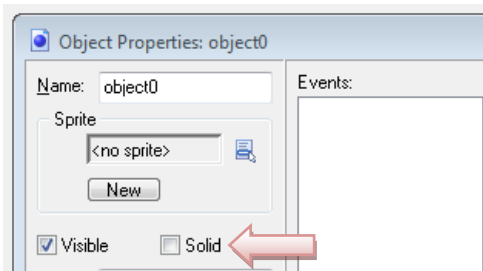 Object Properties: object0
Name: object0
Events:
Sprite
<no sprite>
New
Visible
Solid